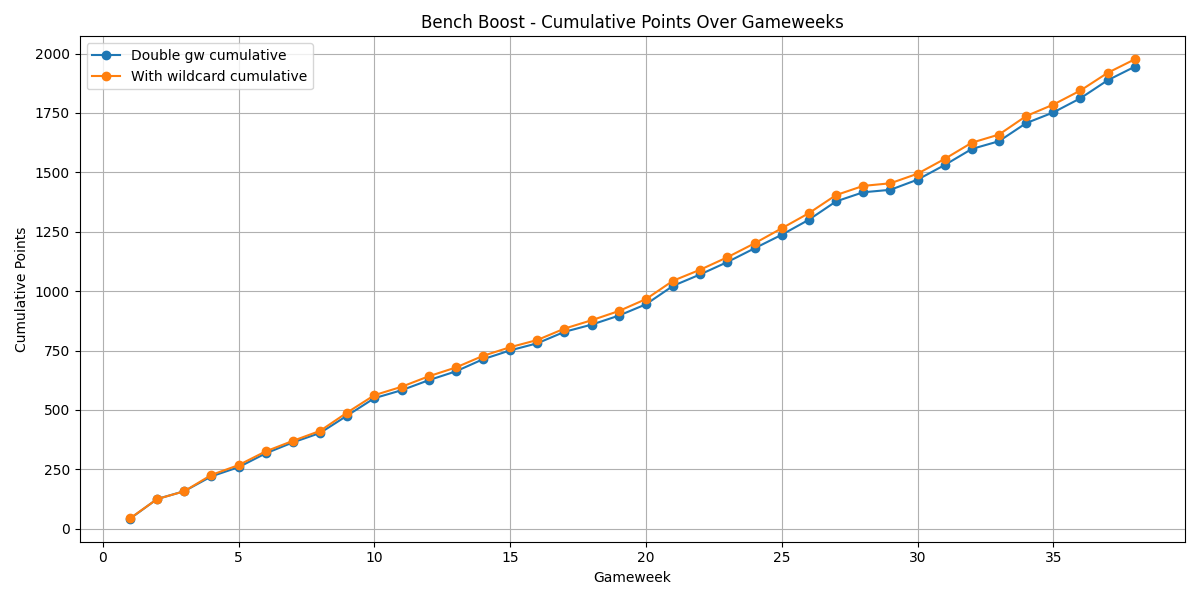 Bench Boost - Cumulative Points Over Gameweeks
Double gw cumulative
With wildcard cumulative
Cumulative Points
2000
1750
1500
1250
1000
750
500
250
0
0 5 10 15 20 25 30 35
Gameweek